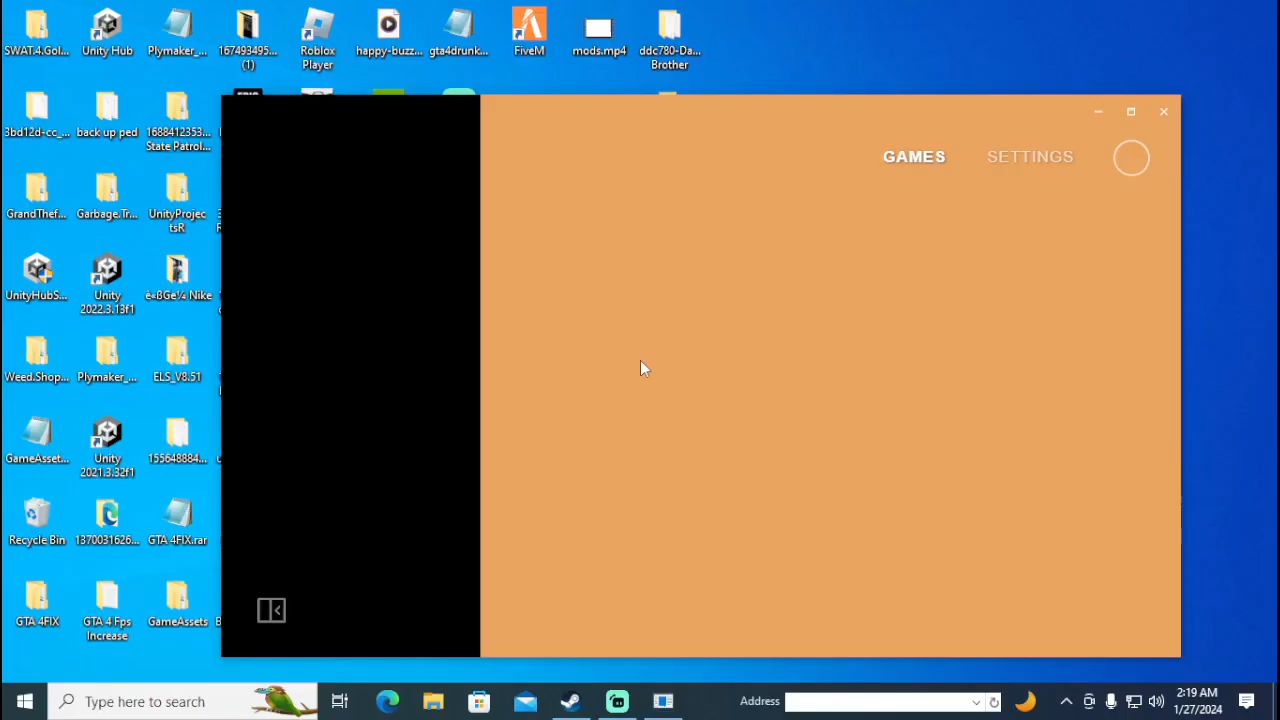 SWAT.4.Gol...
Unity Hub
Plymaker_...
167493495...
(1)
Roblox
Player
happy-buzz...
gta4drunk...
FiveM
mods.mp4
ddc780-Da...
Brother
3bd12d-cc_...
back up ped
1688412353...
State Patrol...
GrandThef...
Garbage.Tr...
UnityProjec
tsR
UnityHubS...
Unity
2022.3.13f1
Nike
Weed.Shop...
Plymaker_...
ELS_V8.51
GameAsset...
Unity
2021.3.32f1
155648884...
Recycle Bin
1370031626...
GTA 4FIX.rar
GTA 4FIX
GTA 4 Fps
Increase
GameAssets
GAMES
SETTINGS
Type here to search
Address
2:19 AM
1/27/2024